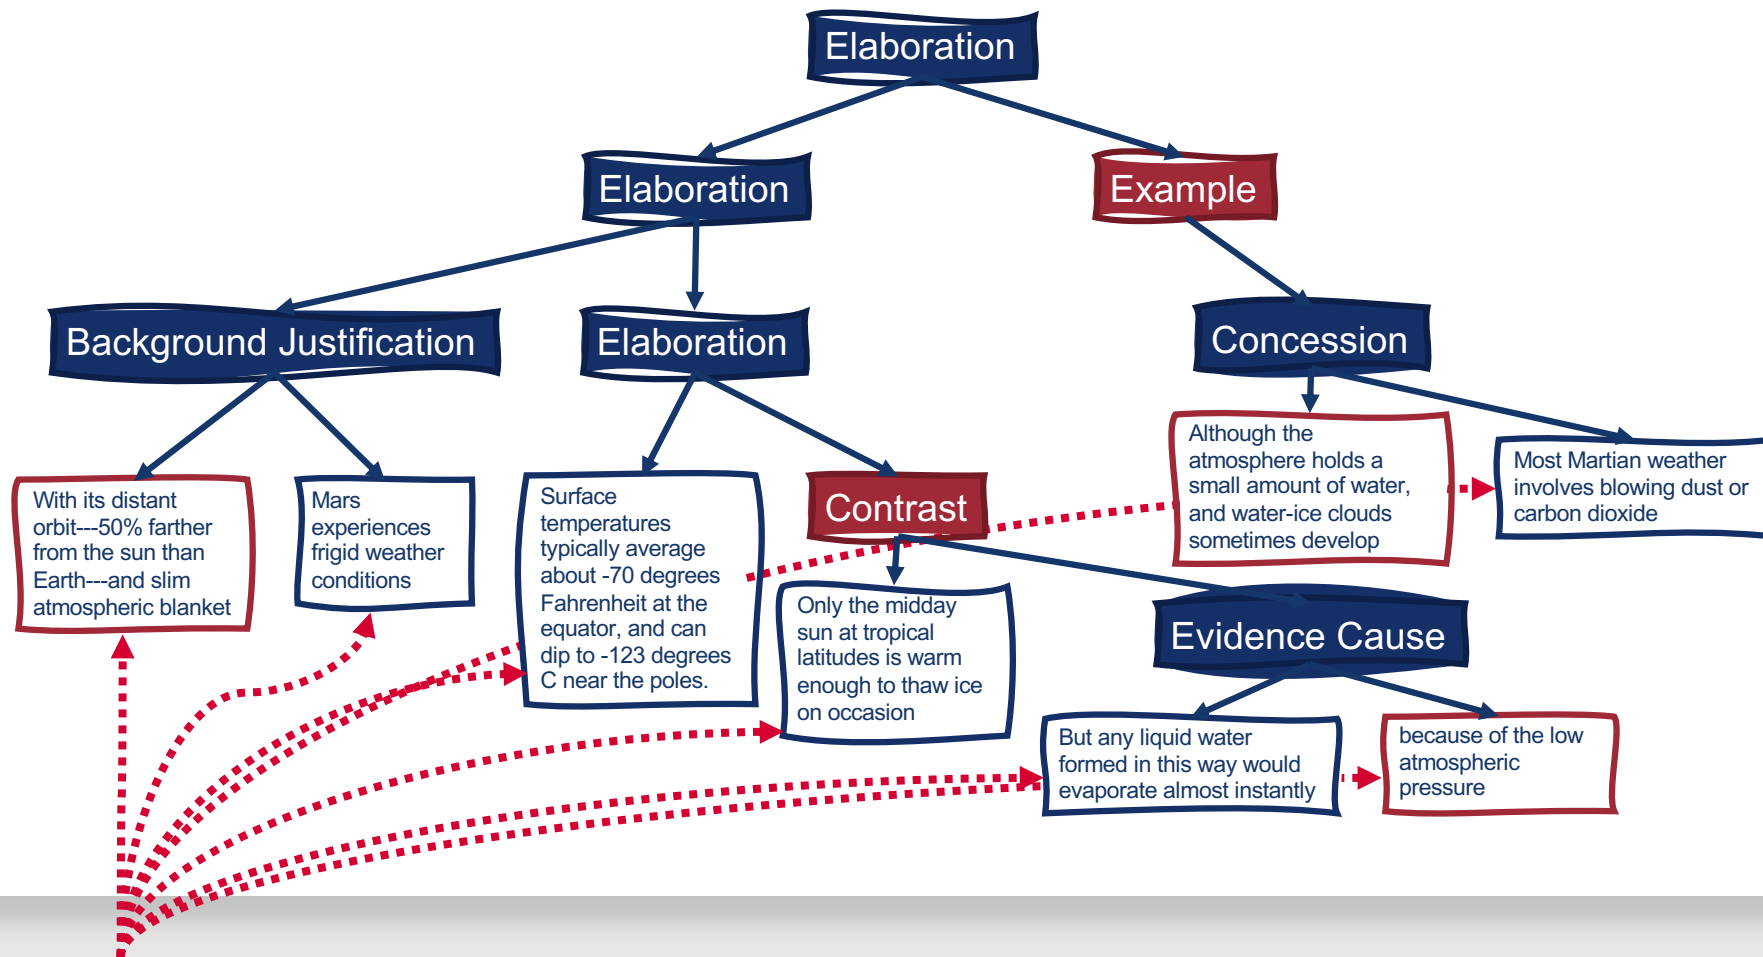 Elaboration
Elaboration
Example
Background Justification
Elaboration
Concession
With its distant
orbit---50% farther
from the sun than
Earth---and slim
atmospheric blanket
Mars
experiences
frigid weather
conditions
Surface
temperatures
typically average
about -70 degrees
Fahrenheit at the
equator, and can
dip to -123 degrees
C near the poles.
Contrast
Although the
atmosphere holds a
small amount of water,
and water-ice clouds
sometimes develop
Most Martian weather
involves blowing dust or
carbon dioxide
Only the midday
sun at tropical
latitudes is warm
enough to thaw ice
on occasion
Evidence Cause
But any liquid water
formed in this way would
evaporate almost instantly
because of the low
atmospheric
pressure